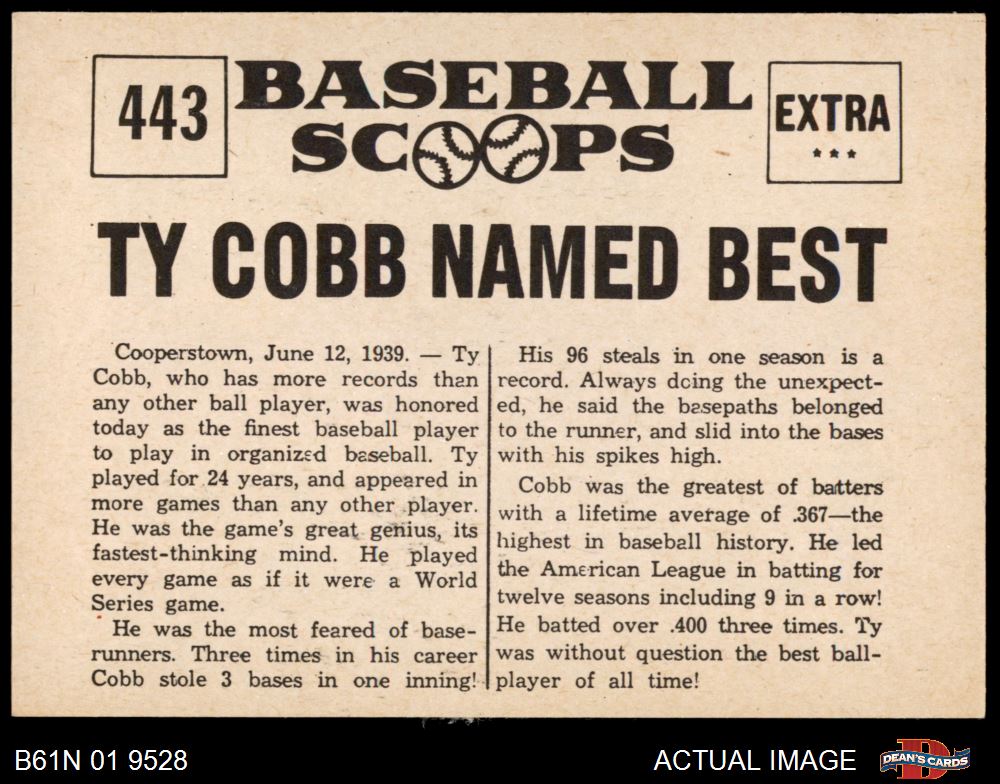 443
BASEBALL
SCOOPS
EXTRA
***
TY COBB NAMED BEST
Cooperstown, June 12, 1939. — Ty
Cobb, who has more records than
any other ball player, was honored
today as the finest baseball player
to play in organized baseball. Ty
played for 24 years, and appeared in
more games than any other player.
He was the game's great genius, its
fastest-thinking mind. He played
every game as if it were a World
Series game.
He was the most feared of base-
runners. Three times in his career
Cobb stole 3 bases in one inning!
His 96 steals in one season is a
record. Always doing the unexpect-
ed, he said the basepaths belonged
to the runner, and slid into the bases
with his spikes high.
Cobb was the greatest of batters
with a lifetime average of .367—the
highest in baseball history. He led
the American League in batting for
twelve seasons including 9 in a row!
He batted over .400 three times. Ty
was without question the best ball-
player of all time!
B61N 01 9528
ACTUAL IMAGE
D
DEAN'S CARDS